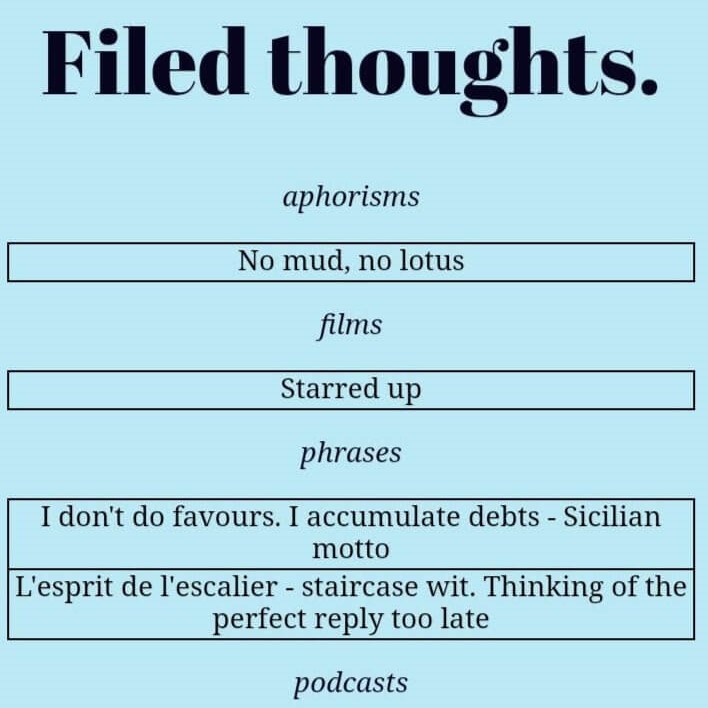 Filed thoughts.
aphorisms
No mud, no lotus
films
Starred up
phrases
I don't do favours. I accumulate debts - Sicilian
motto
L'esprit de l'escalier - staircase wit. Thinking of the
perfect reply too late
podcasts